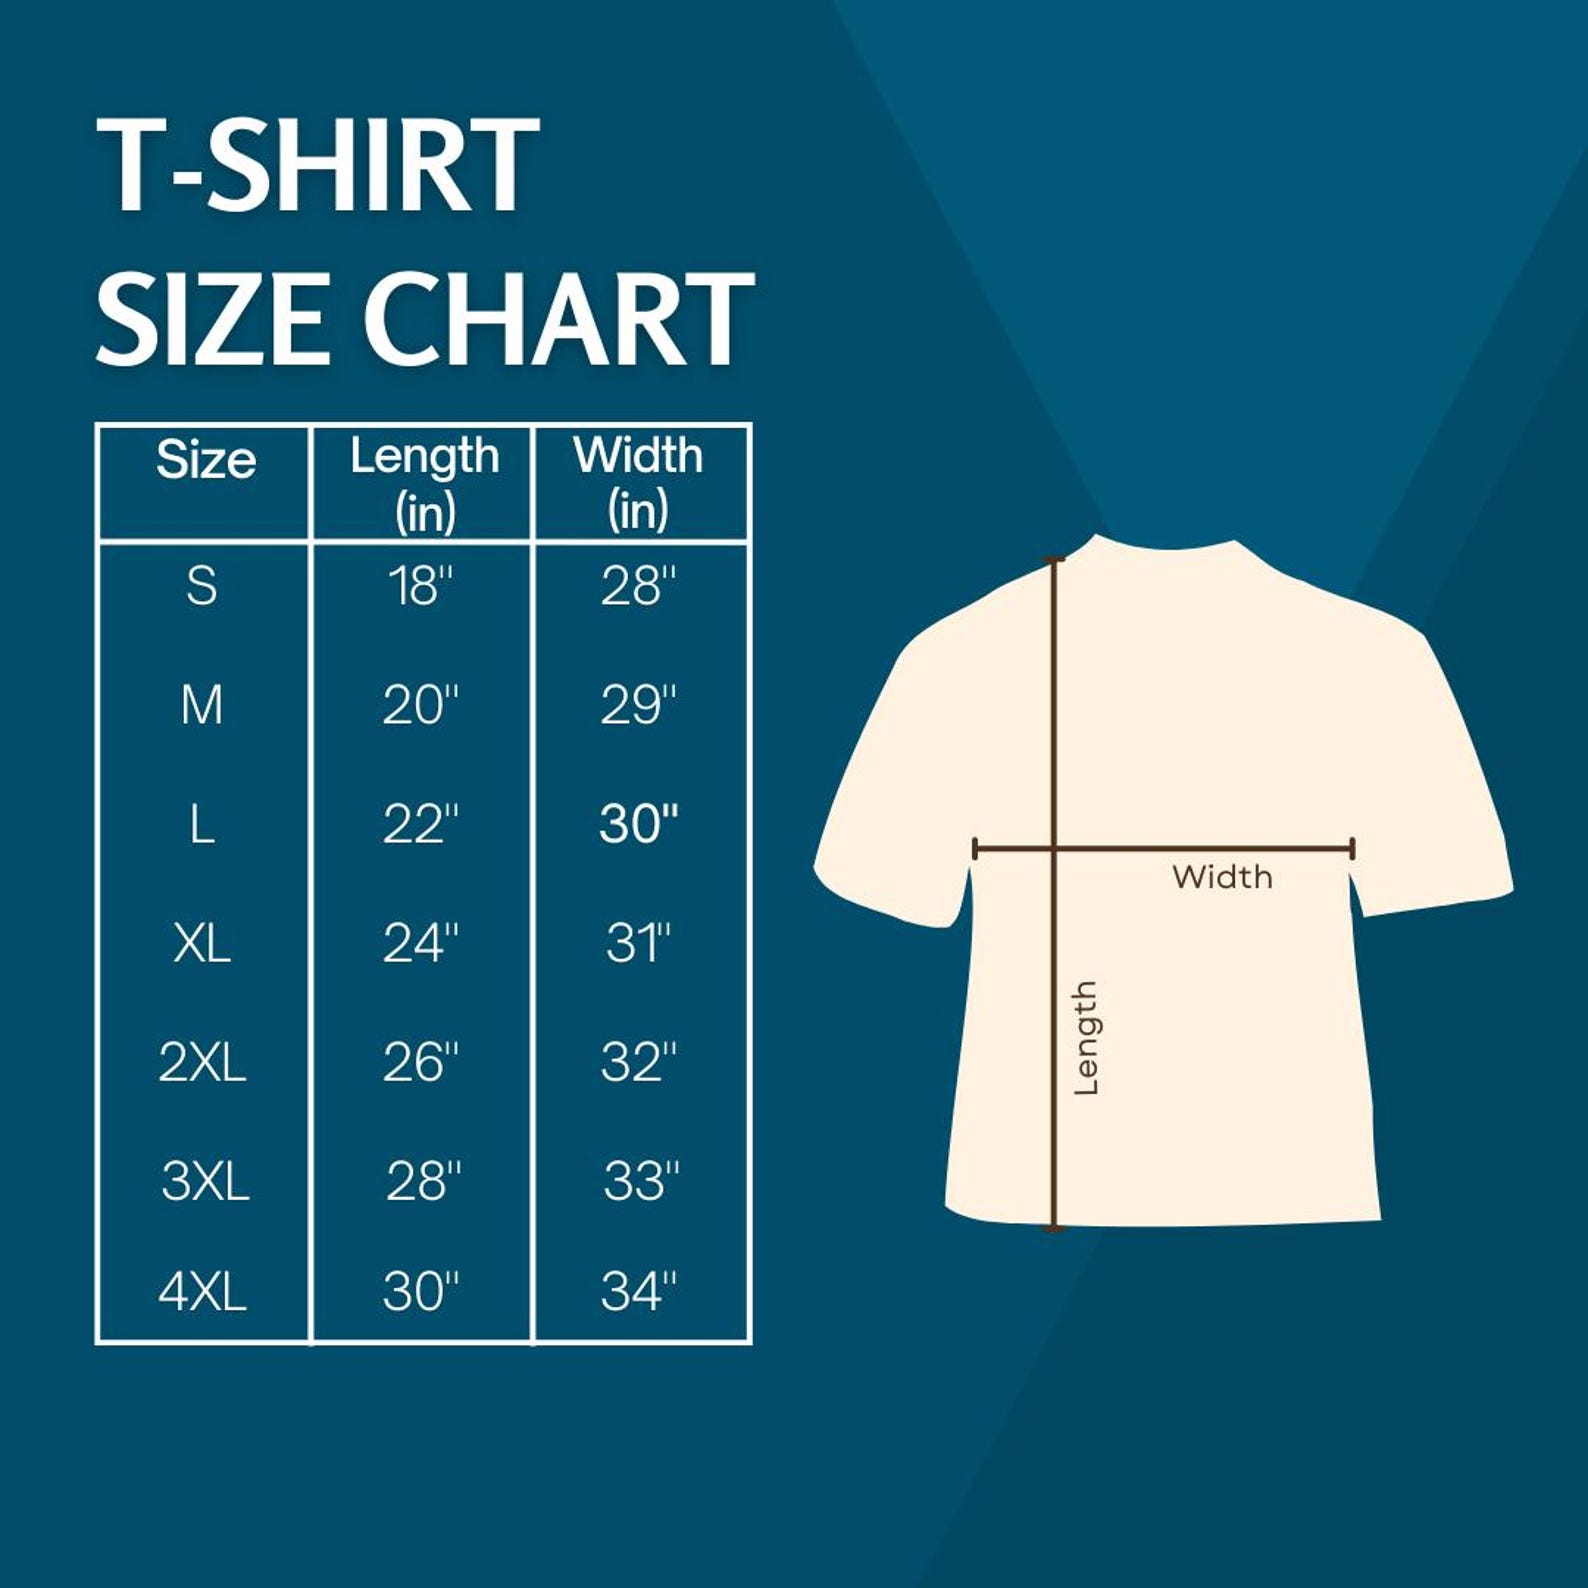 T-SHIRT
SIZE CHART
Size Length (in) Width (in)
S 18" 28"
M 20" 29"
L 22" 30"
XL 24" 31"
2XL 26" 32"
3XL 28" 33"
4XL 30" 34"
Width
Length